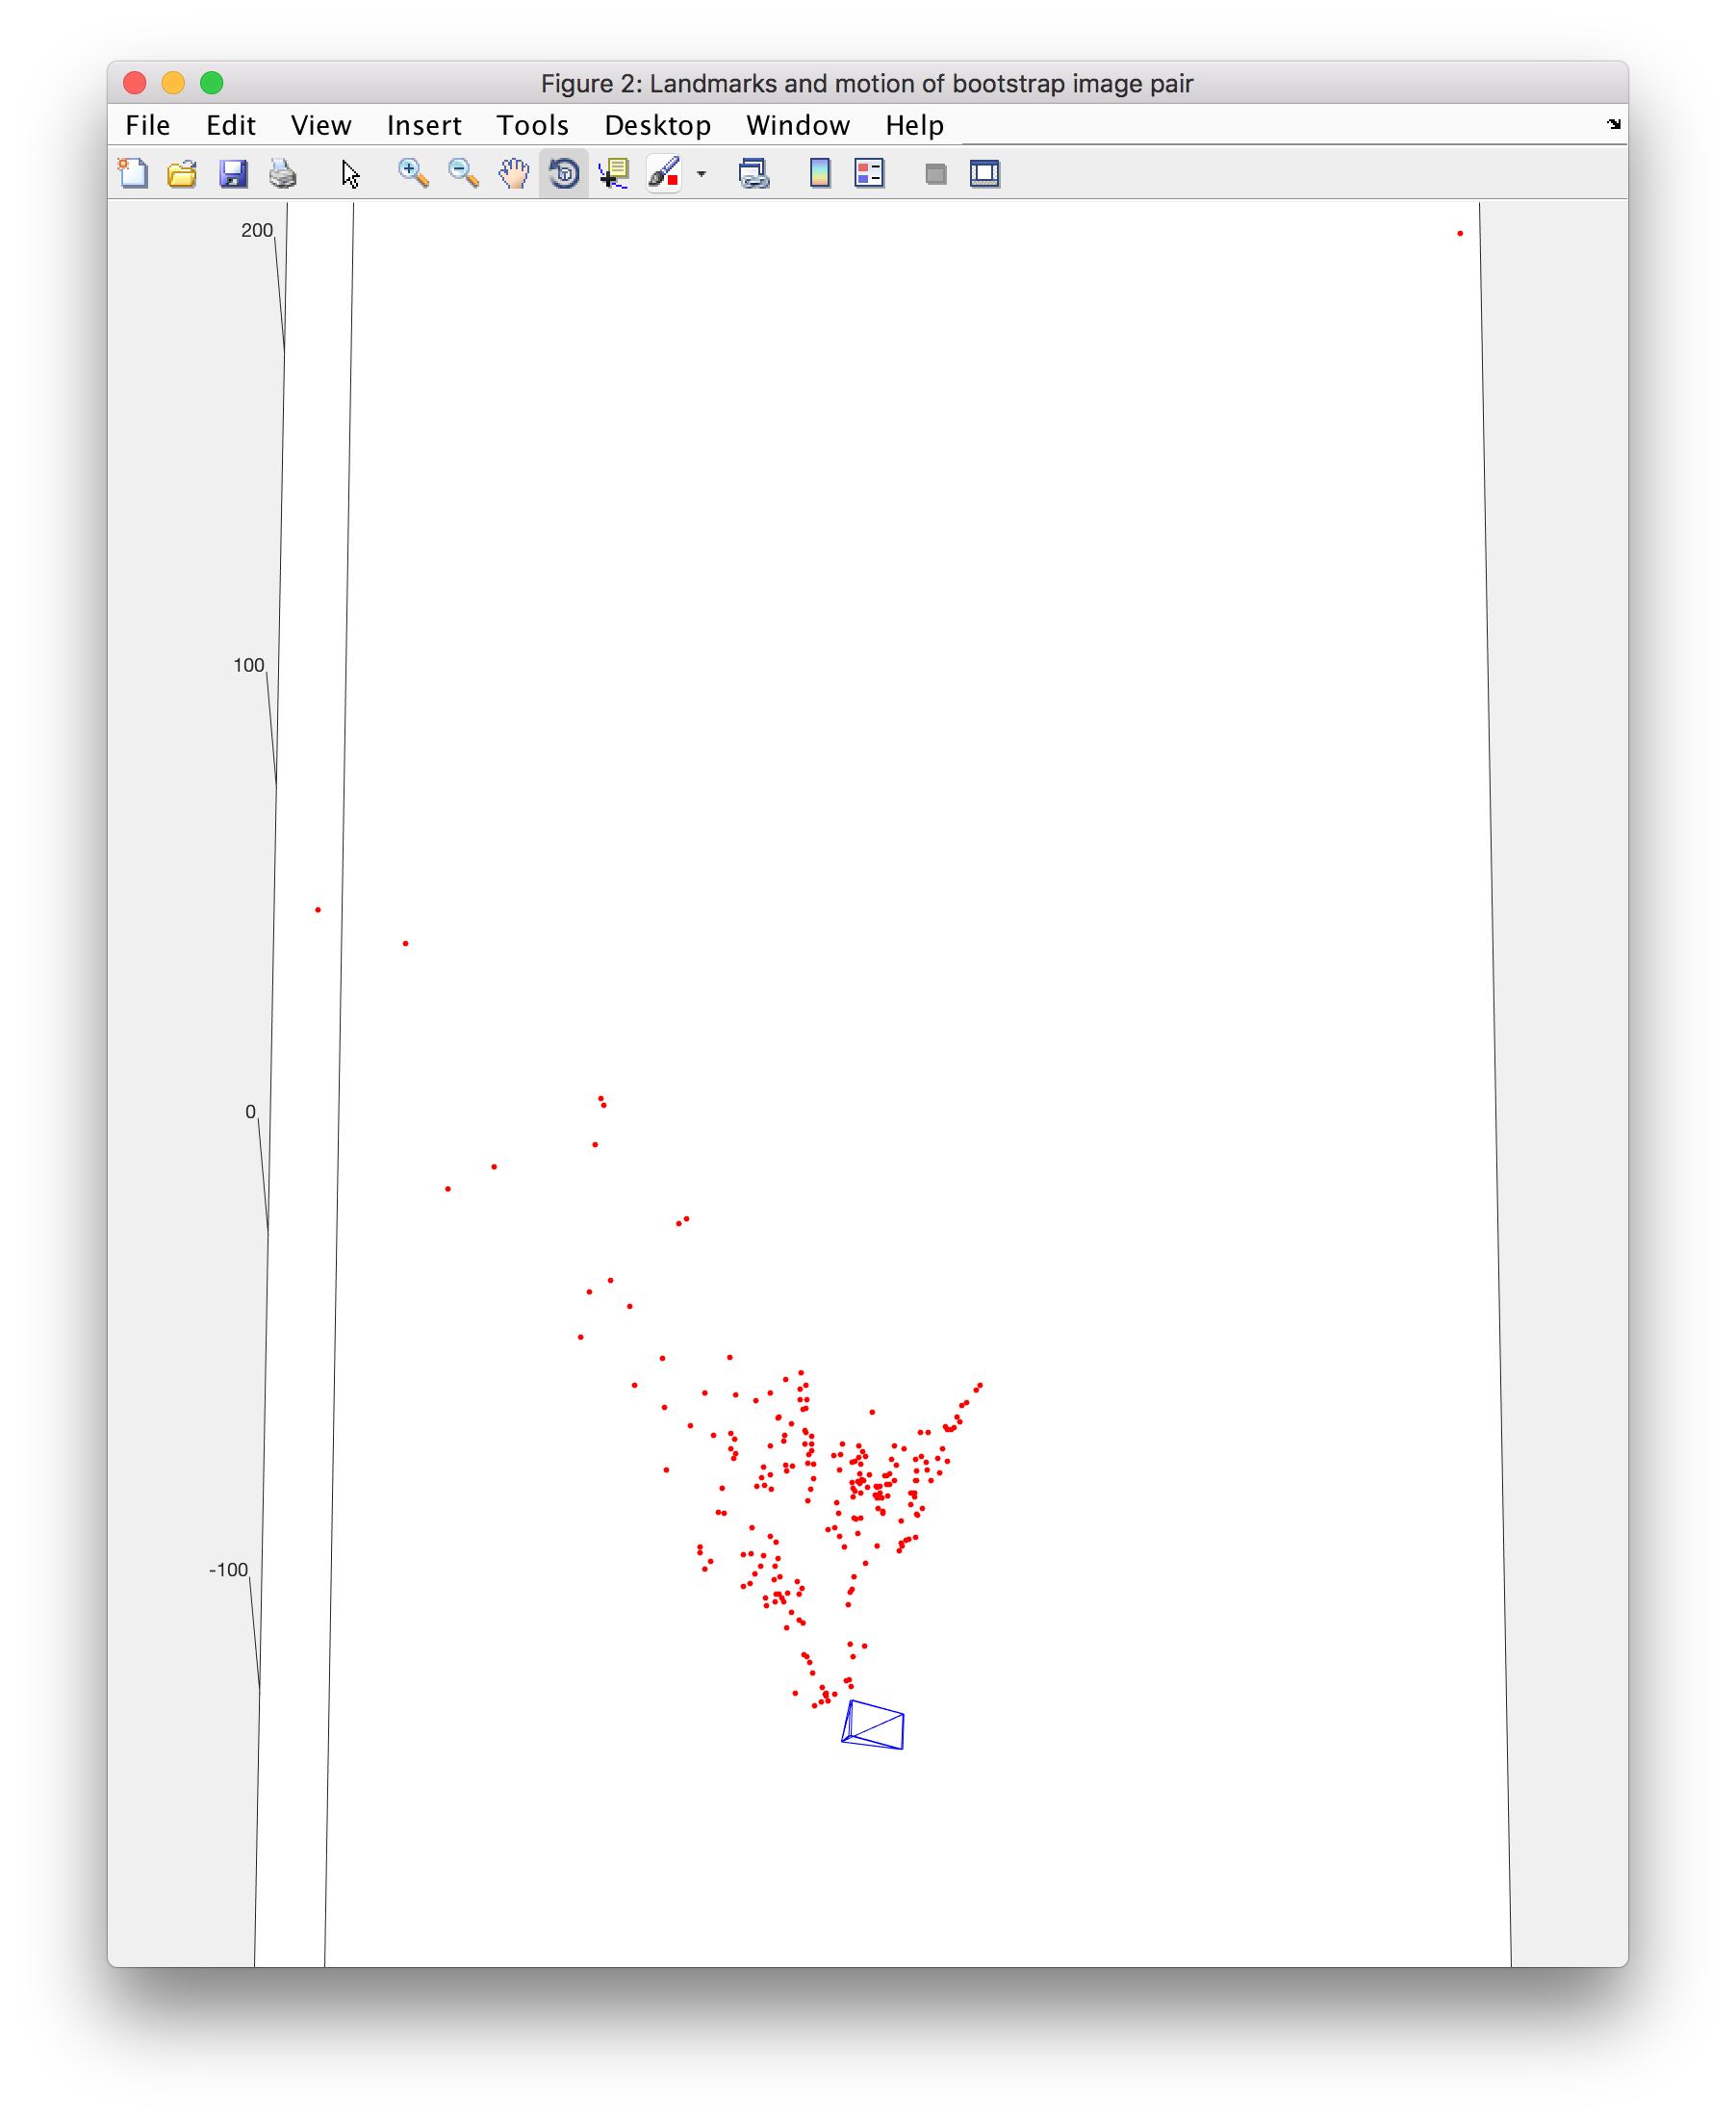 Figure 2: Landmarks and motion of bootstrap image pair
File Edit View Insert Tools Desktop Window Help
200
100
0
-100